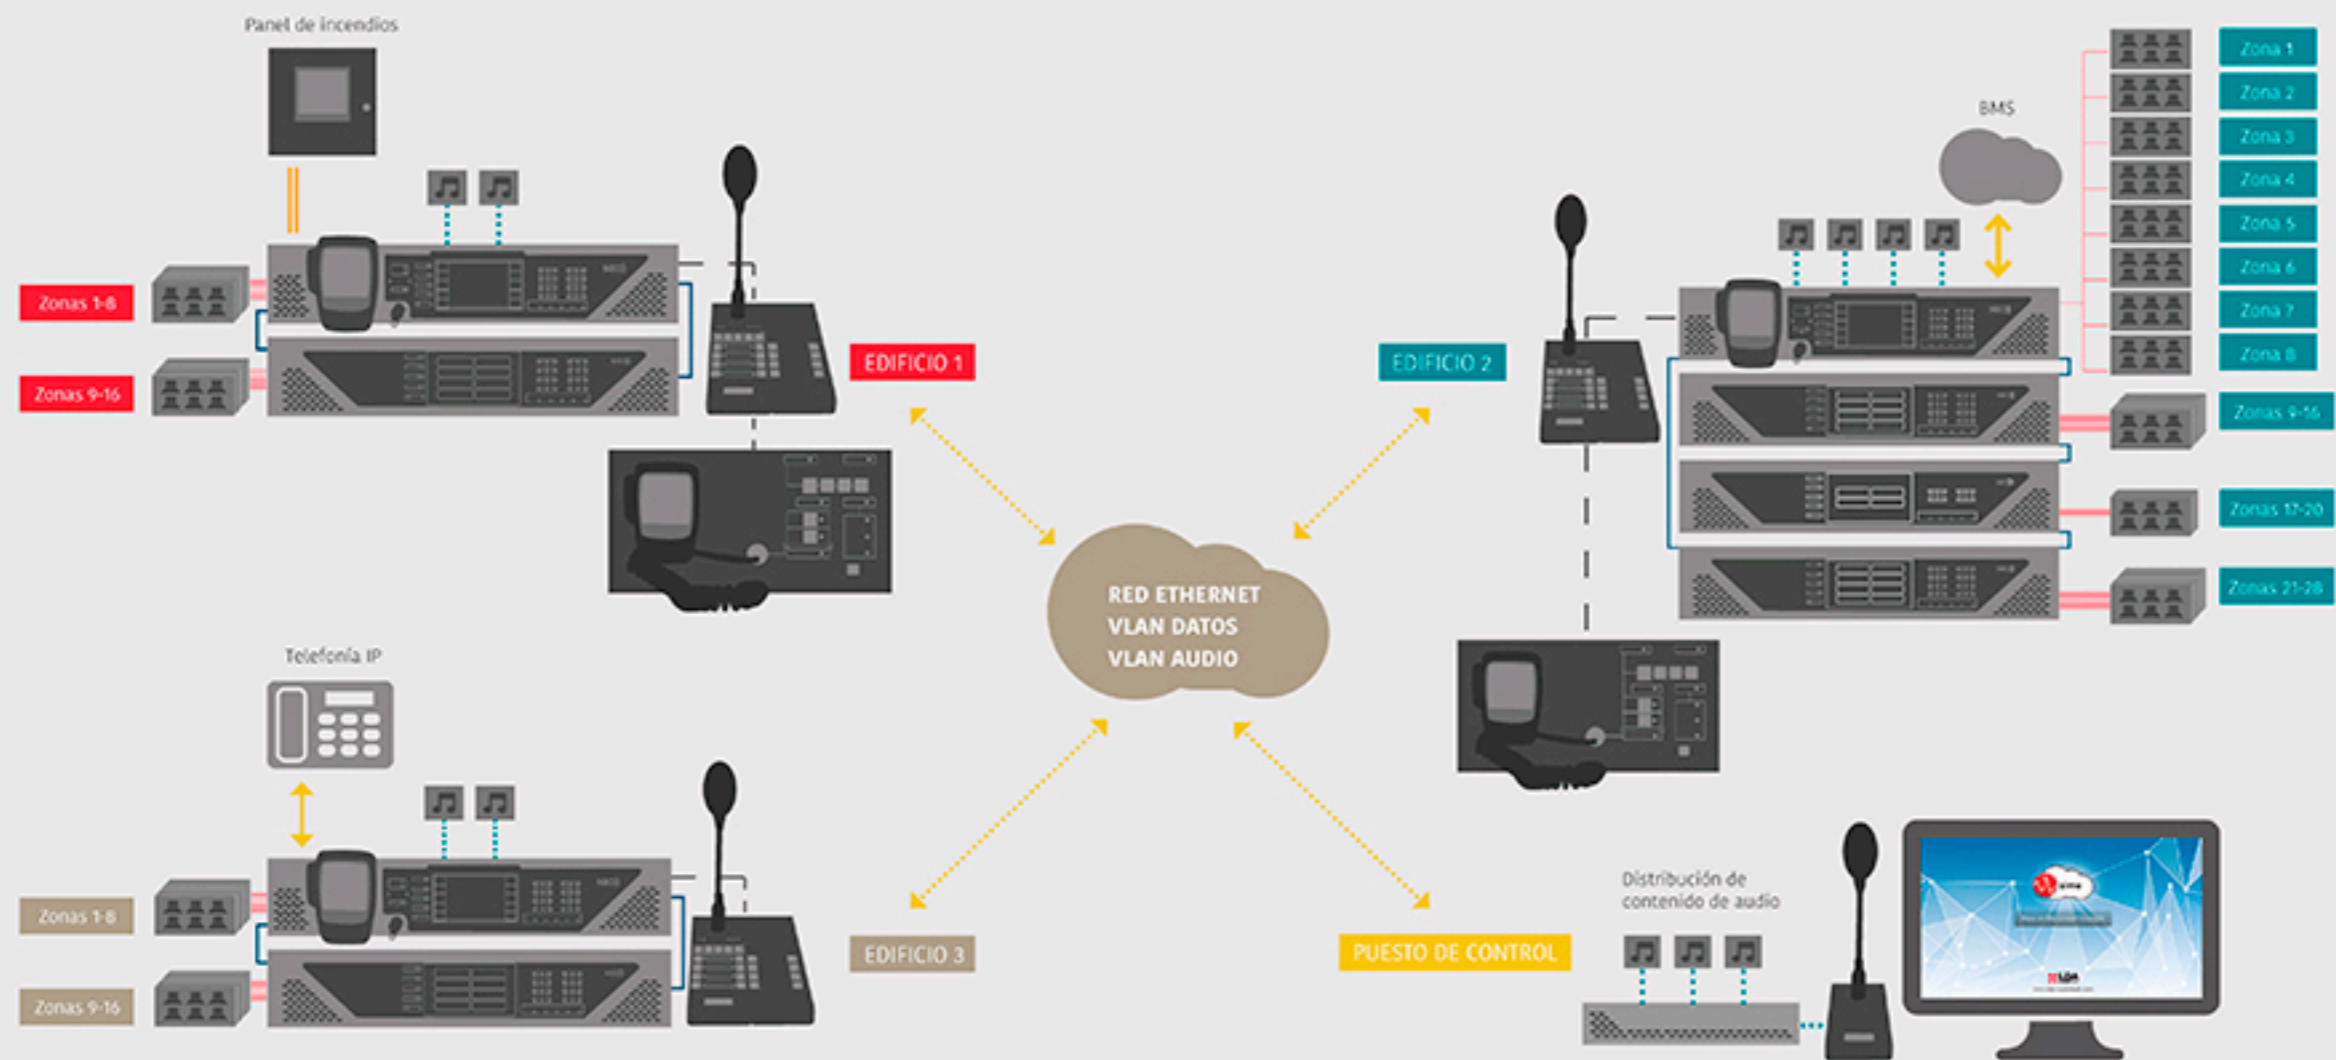 Panel de incendios
Zonas 1-8
Zonas 9-16
EDIFICIO 1
EDIFICIO 2
BMS
Zona 1
Zona 2
Zona 3
Zona 4
Zona 5
Zona 6
Zona 7
Zona 8
Zonas 9-16
Zonas 17-20
Zonas 21-28
RED ETHERNET
VLAN DATOS
VLAN AUDIO
Telefonía IP
Zonas 1-8
Zonas 9-16
EDIFICIO 3
PUESTO DE CONTROL
Distribución de
contenido de audio
LDA